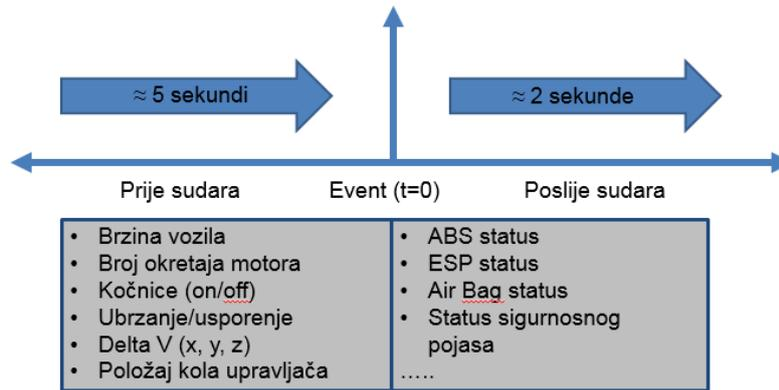 ≈ 5 sekundi
≈ 2 sekunde
Prije sudara
Event (t=0)
Poslije sudara
• Brzina vozila
• Broj okretaja motora
• Kočnice (on/off)
• Ubrzanje/usporenje
• Delta V (x, y, z)
• Položaj kola upravljača
• ABS status
• ESP status
• Air Bag status
• Status sigurnosnog
pojasa
…..